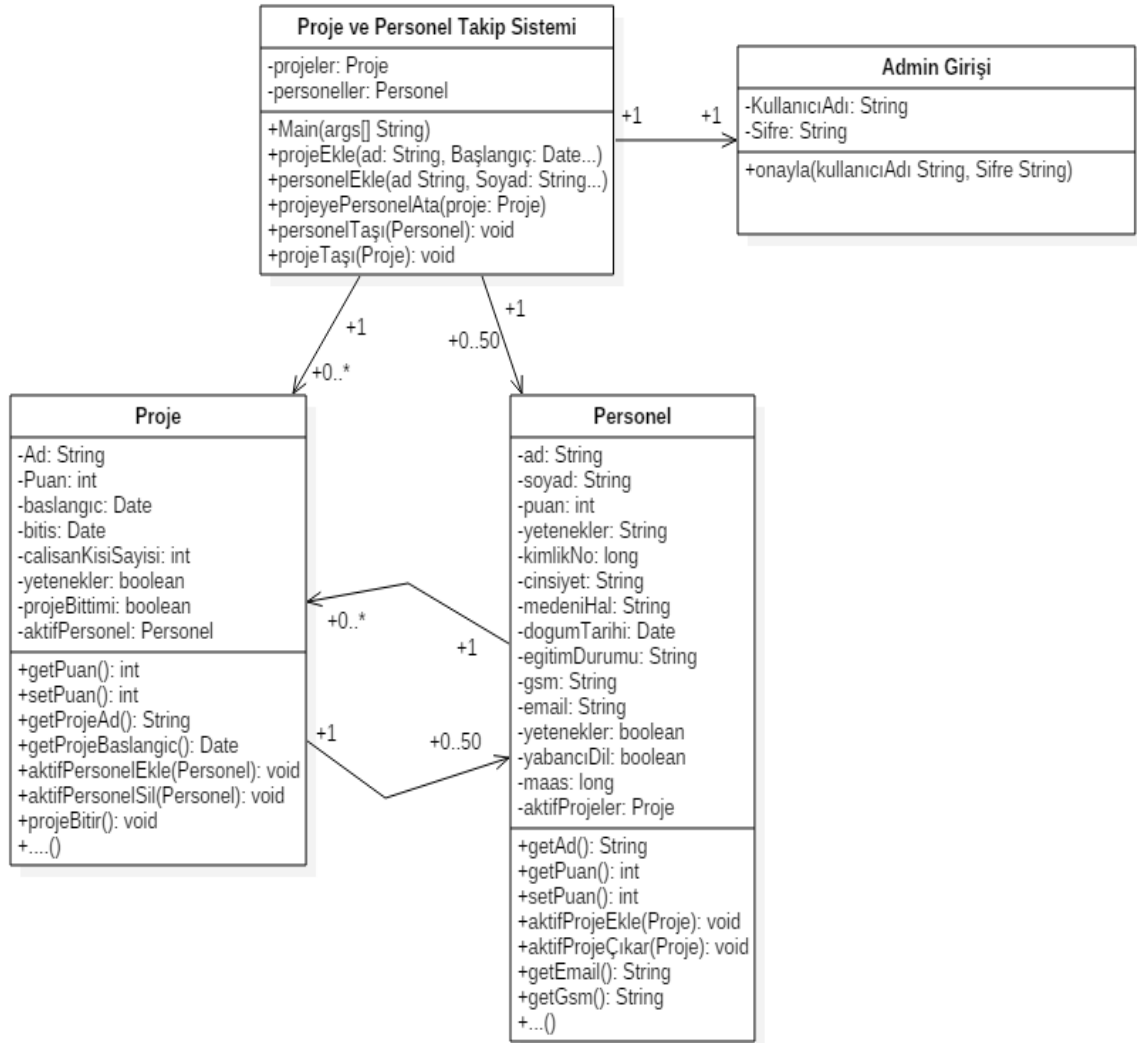 Proje ve Personel Takip Sistemi
-projeler: Proje
-personeller: Personel
+Main(args[] String)
+projeEkle(ad: String, Başlangıç: Date...)
+personelEkle(ad String, Soyad: String...)
+projeyePersonelAta(proje: Proje)
+personelTaşı(Personel): void
+projeTaşı(Proje): void
+1
+1
Admin Girişi
-KullanıcıAdı: String
-Sifre: String
+onayla(kullanıcıAdı String, Sifre String)
+1
+0..*
+1
+0..50
Proje
-Ad: String
-Puan: int
-baslangıc: Date
-bitis: Date
-calisanKisiSayisi: int
-yetenekler: boolean
-projeBittimi: boolean
-aktifPersonel: Personel
+getPuan(): int
+setPuan(): int
+getProjeAd(): String
+getProjeBaslangic(): Date
+aktifPersonelEkle(Personel): void
+aktifPersonelSil(Personel): void
+projeBitir(): void
+....()
+0..*
+1
+1
+0..50
Personel
-ad: String
-soyad: String
-puan: int
-yetenekler: String
-kimlikNo: long
-cinsiyet: String
-medeniHal: String
-dogumTarihi: Date
-egitimDurumu: String
-gsm: String
-email: String
-yetenekler: boolean
-yabancıDil: boolean
-maas: long
-aktifProjeler: Proje
+getAd(): String
+getPuan(): int
+setPuan(): int
+aktifProjeEkle(Proje): void
+aktifProjeÇıkar(Proje): void
+getEmail(): String
+getGsm(): String
+...()